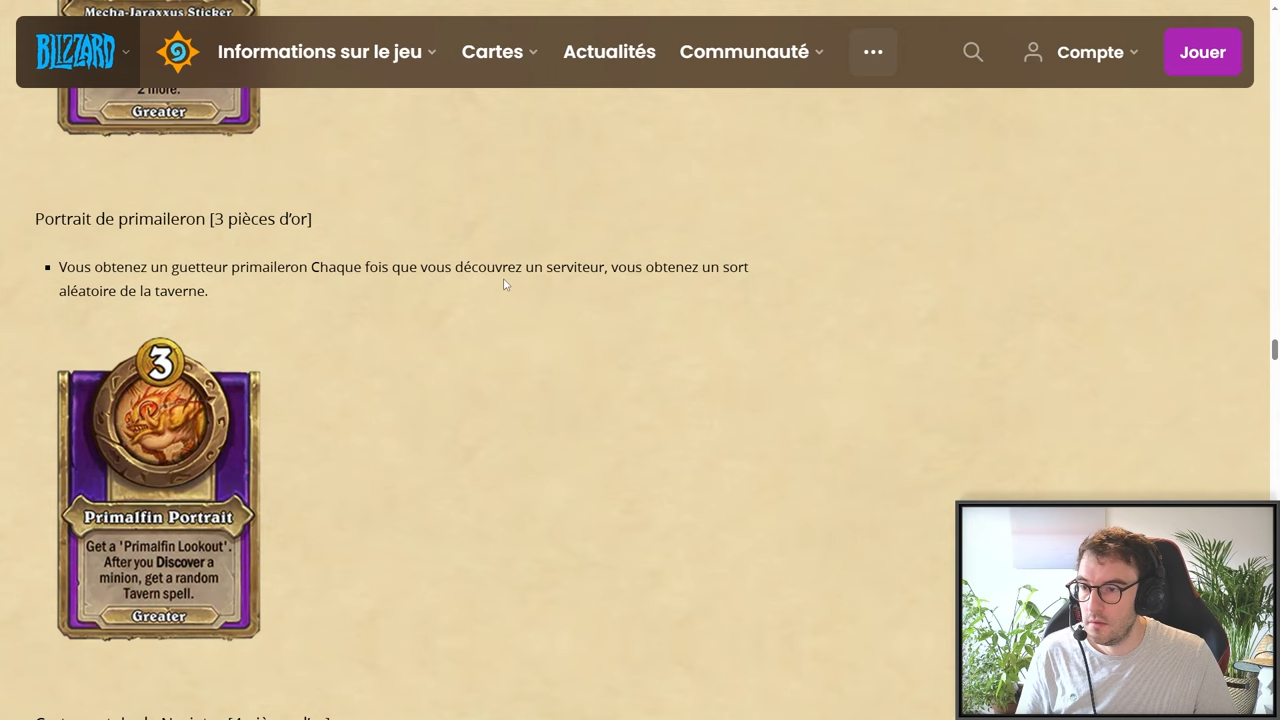 Mecha-Jaraxxus Sticker
BLIZZARD
Informations sur le jeu
Cartes
Actualités
Communauté
Compte
Jouer
2 more.
Greater
Portrait de primaileron [3 pièces d’or]
Vous obtenez un guetteur primaileron Chaque fois que vous découvrez un serviteur, vous obtenez un sort
aléatoire de la taverne.
3
Primalfin Portrait
Get a 'Primalfin Lookout'.
After you Discover a
minion, get a random
Tavern spell.
Greater